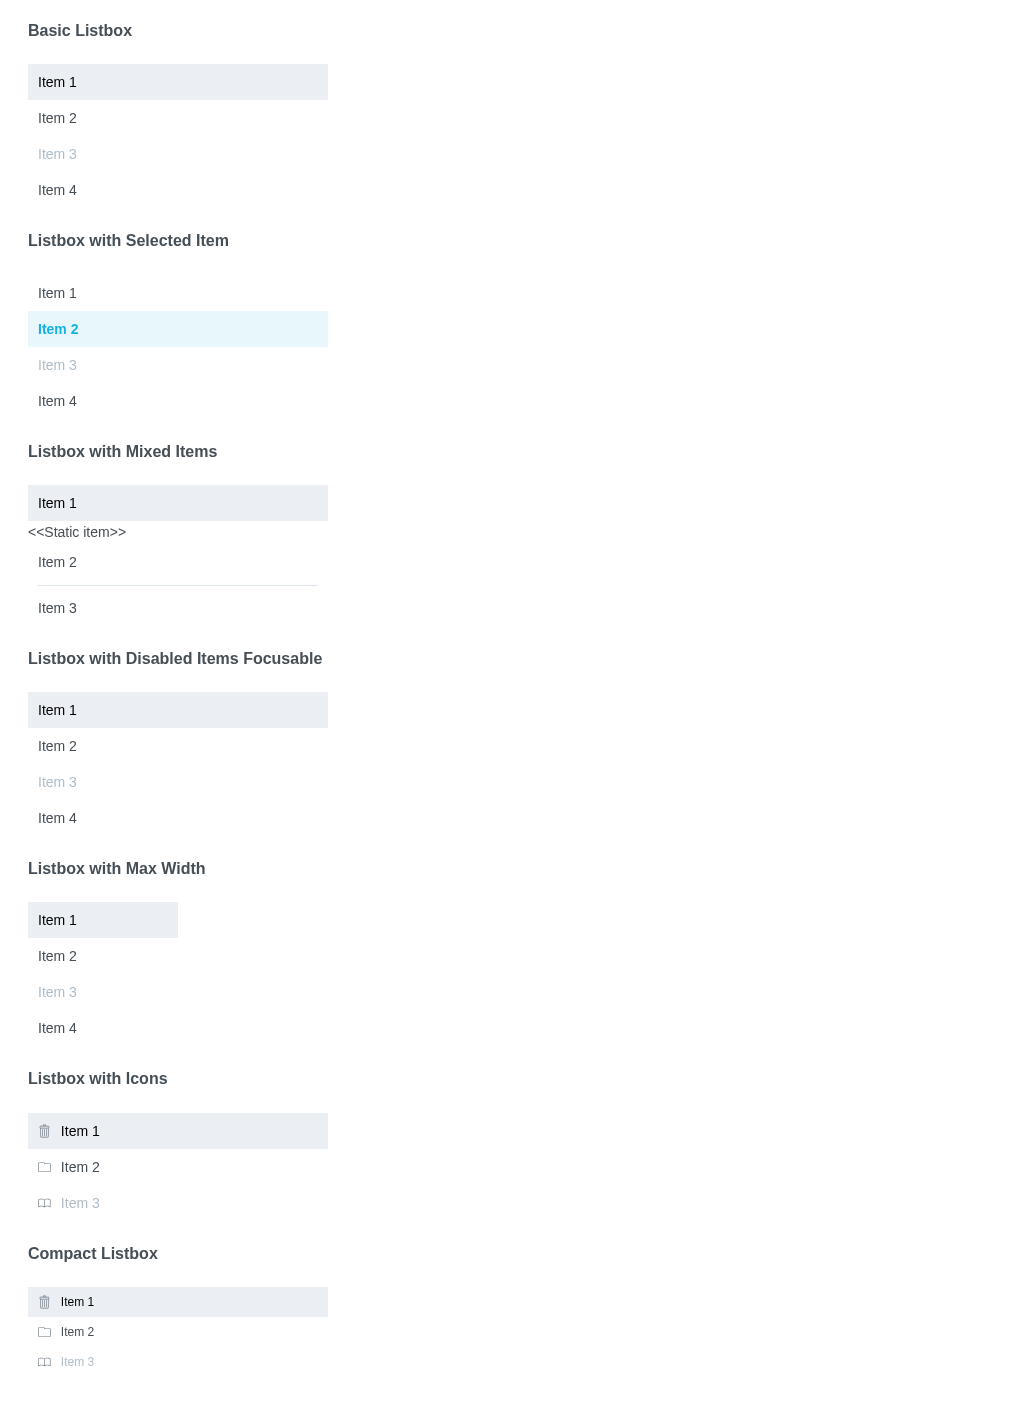 Basic Listbox
Item 1
Item 2
Item 3
Item 4
Listbox with Selected Item
Item 1
Item 2
Item 3
Item 4
Listbox with Mixed Items
Item 1
<<Static item>>
Item 2
Item 3
Listbox with Disabled Items Focusable
Item 1
Item 2
Item 3
Item 4
Listbox with Max Width
Item 1
Item 2
Item 3
Item 4
Listbox with Icons
Item 1
Item 2
Item 3
Compact Listbox
Item 1
Item 2
Item 3